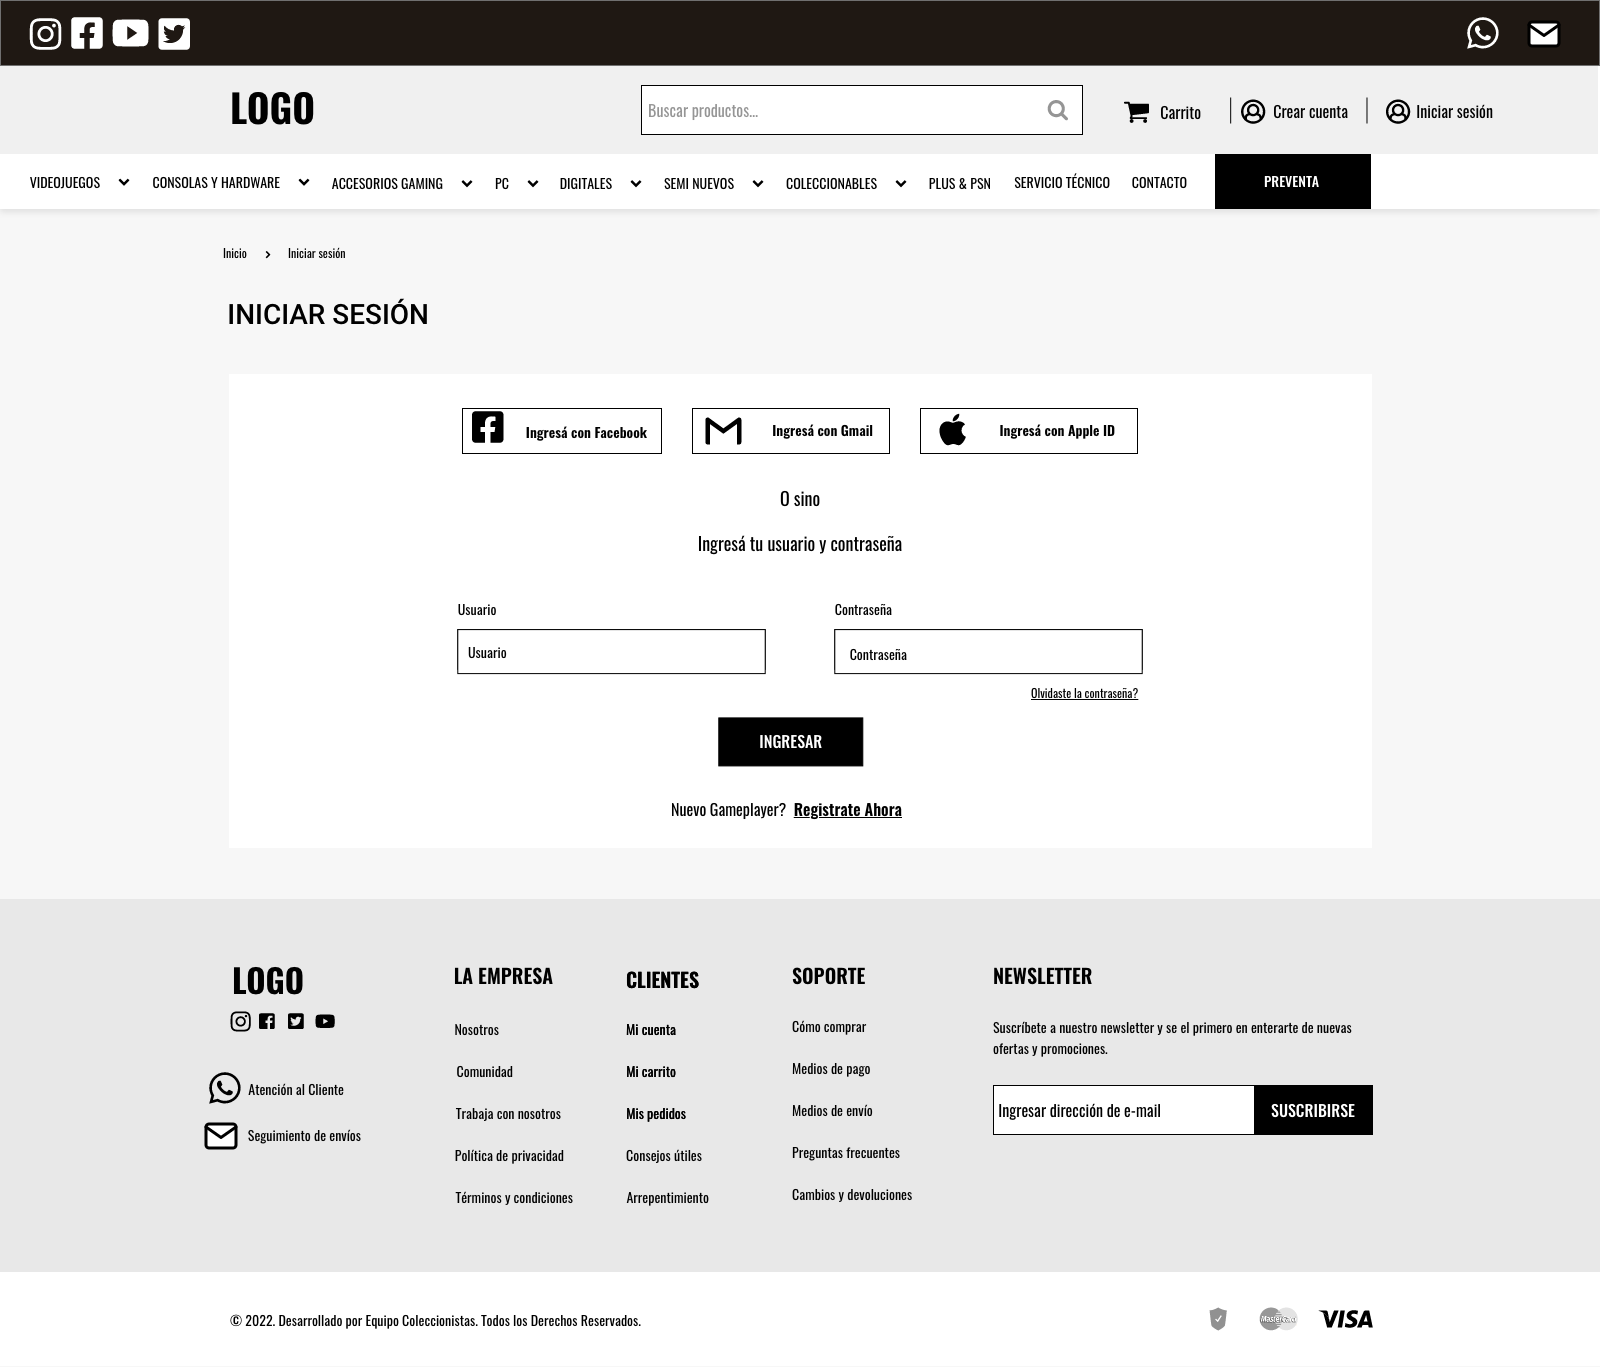 LOGO
Buscar productos...
Carrito
Crear cuenta
Iniciar sesión
VIDEOJUEGOS
CONSOLAS Y HARDWARE
ACCESORIOS GAMING
PC
DIGITALES
SEMI NUEVOS
COLECCIONABLES
PLUS & PSN
SERVICIO TÉCNICO
CONTACTO
PREVENTA
Inicio
Iniciar sesión
INICIAR SESIÓN
Ingresá con Facebook
Ingresá con Gmail
Ingresá con Apple ID
O sino
Ingresá tu usuario y contraseña
Usuario
Contraseña
Usuario
Contraseña
Olvidaste la contraseña?
INGRESAR
Nuevo Gameplayer? Registrate Ahora
LOGO
Atención al Cliente
Seguimiento de envíos
LA EMPRESA
Nosotros
Comunidad
Trabaja con nosotros
Política de privacidad
Términos y condiciones
CLIENTES
Mi cuenta
Mi carrito
Mis pedidos
Consejos útiles
Arrepentimiento
SOPORTE
Cómo comprar
Medios de pago
Medios de envío
Preguntas frecuentes
Cambios y devoluciones
NEWSLETTER
Suscríbete a nuestro newsletter y se el primero en enterarte de nuevas
ofertas y promociones.
Ingresar dirección de e-mail
SUSCRIBIRSE
© 2022. Desarrollado por Equipo Coleccionistas. Todos los Derechos Reservados.
MasterCard
VISA